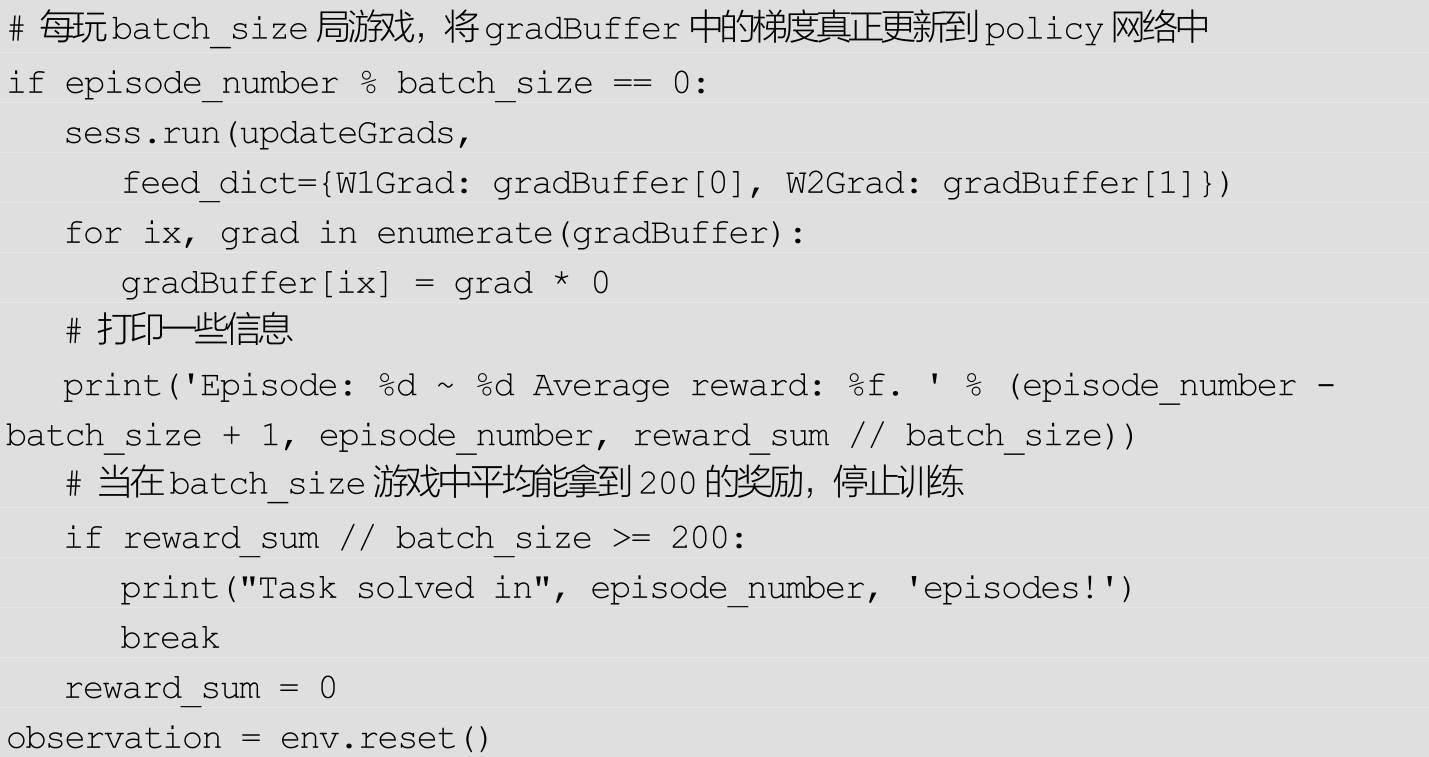 # 每玩batch_size 局游戏，将gradBuffer 中的梯度真正更新到policy 网络中
if episode_number % batch_size == 0:
   sess.run(updateGrads,
      feed_dict={W1Grad: gradBuffer[0], W2Grad: gradBuffer[1]})
   for ix, grad in enumerate(gradBuffer):
      gradBuffer[ix] = grad * 0
   # 打印一些信息
   print('Episode: %d ~ %d Average reward: %f. ' % (episode_number -
batch_size + 1, episode_number, reward_sum // batch_size))
   # 当在batch_size 游戏中平均能拿到 200 的奖励，停止训练
   if reward_sum // batch_size >= 200:
      print("Task solved in", episode_number, 'episodes!')
      break
   reward_sum = 0
observation = env.reset()